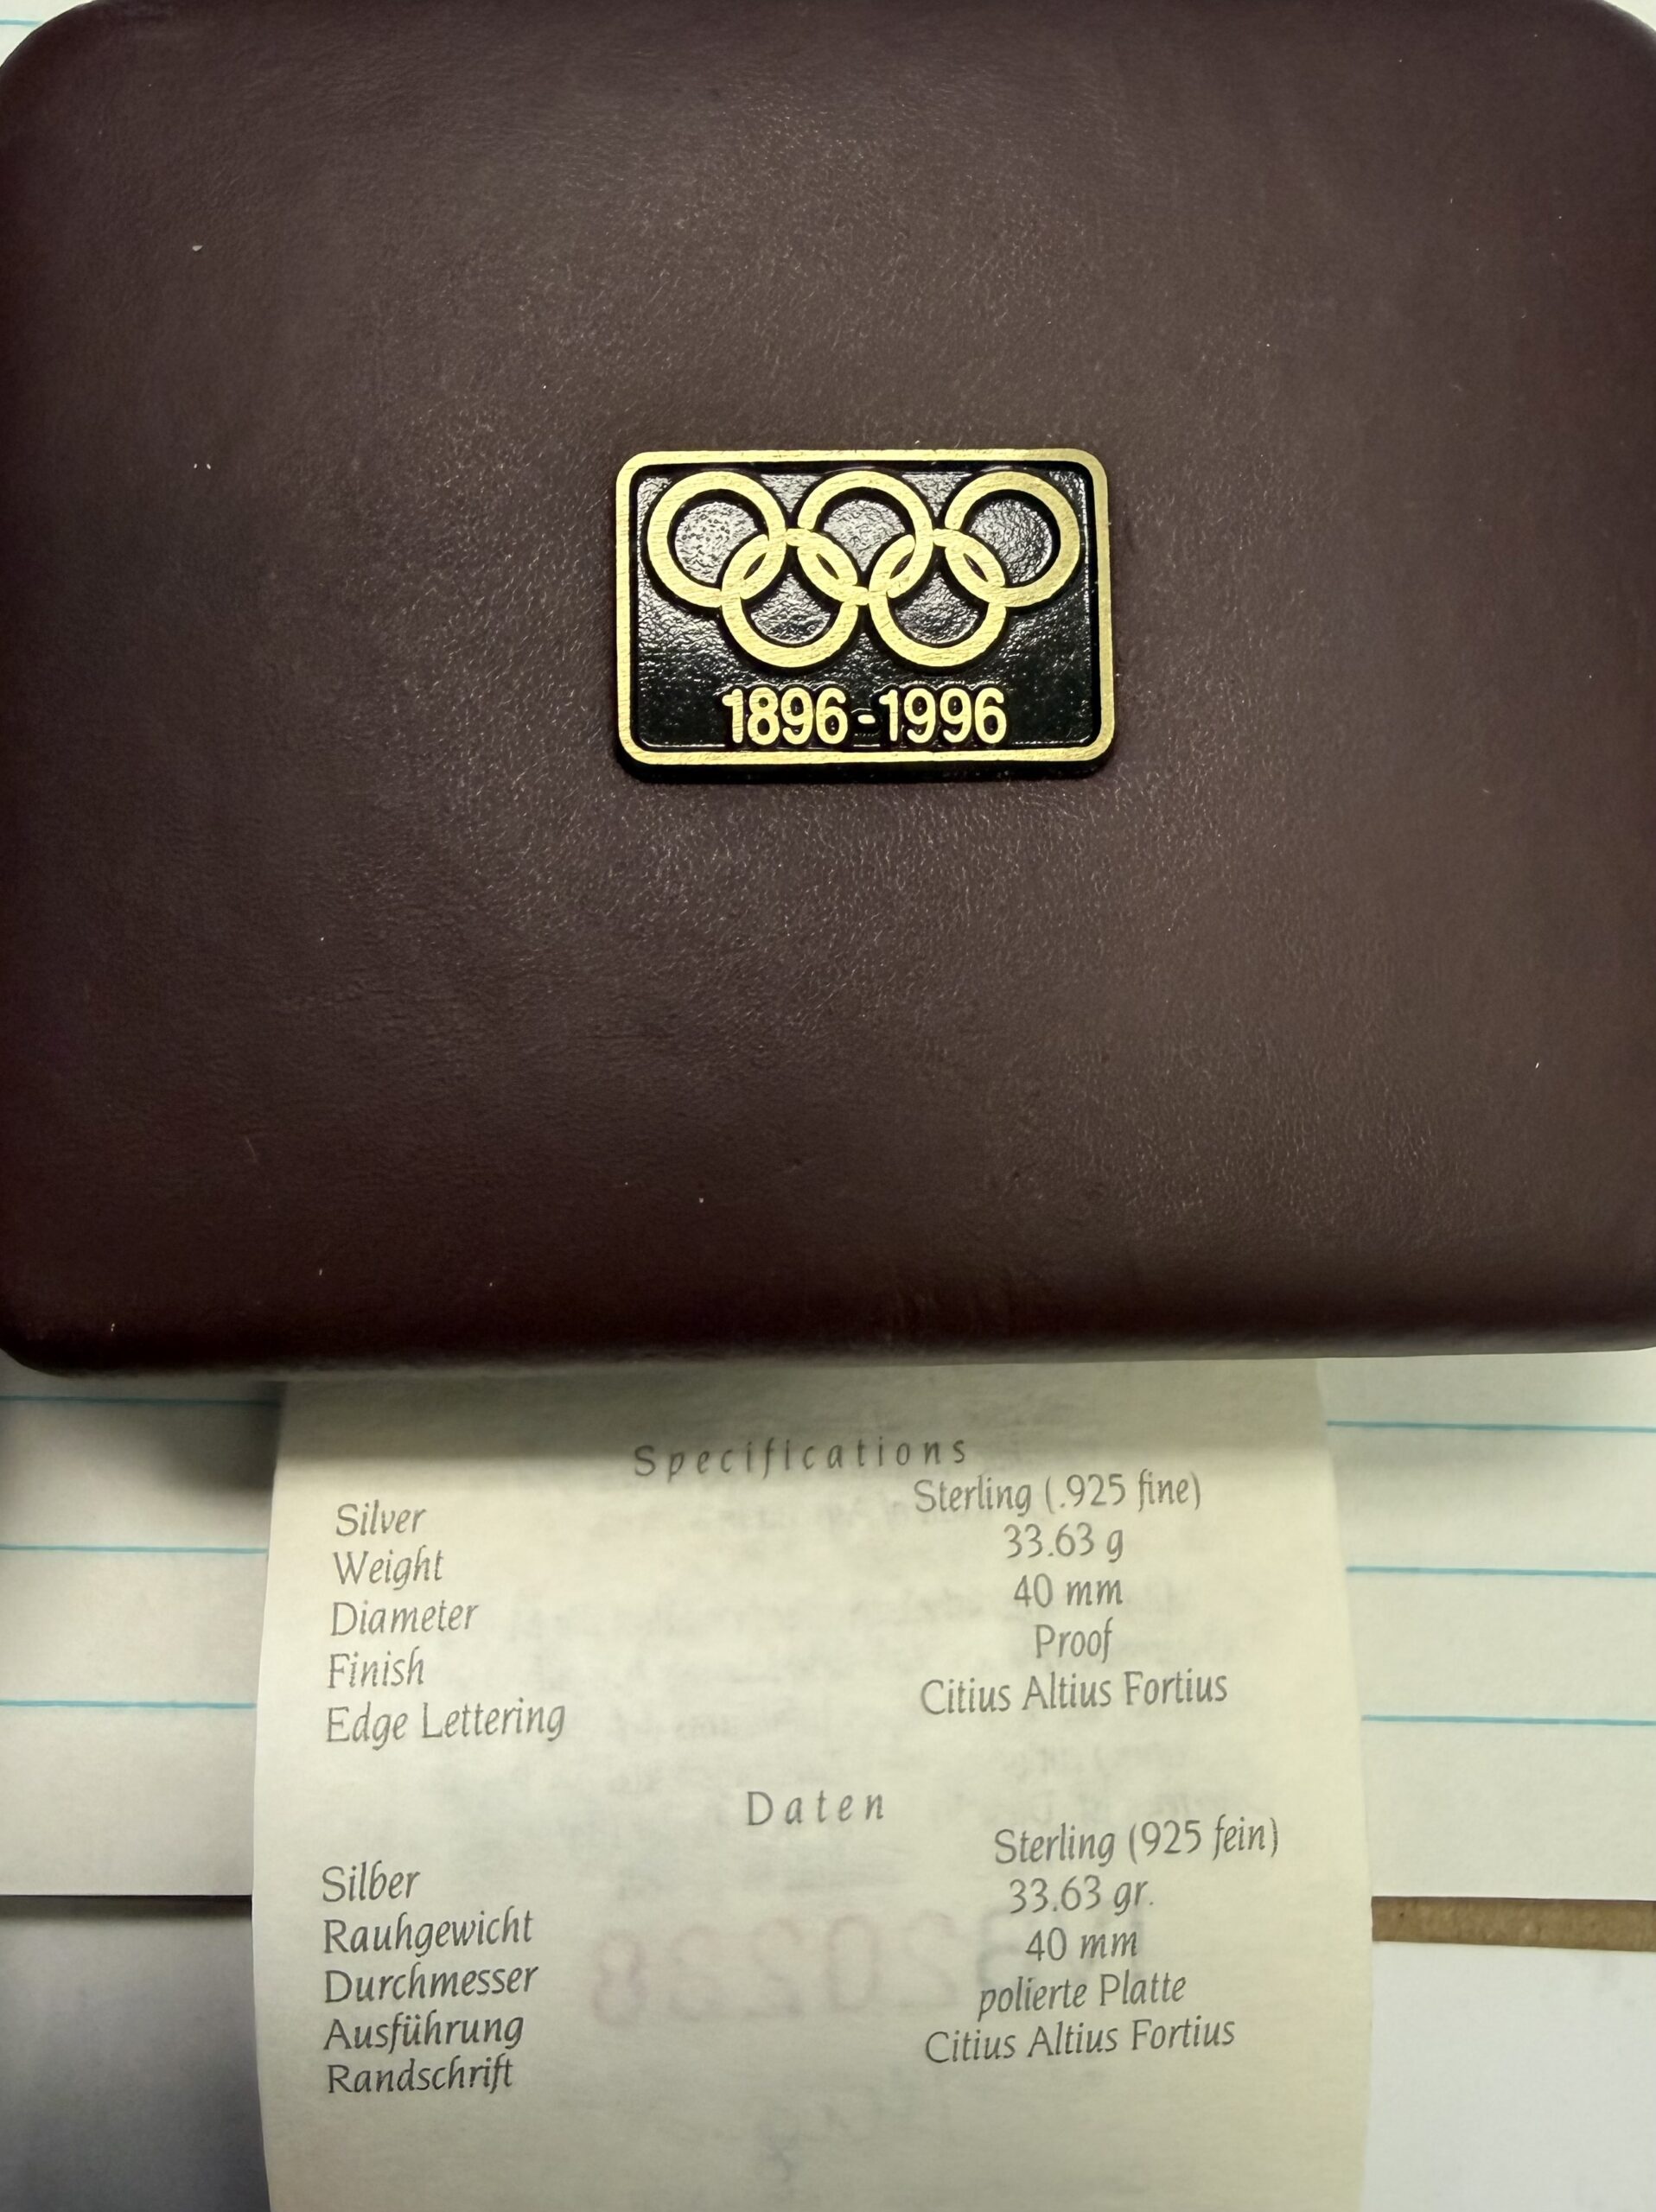 1896-1996
Specifications
Silver Sterling (.925 fine)
Weight 33.63 g
Diameter 40 mm
Finish Proof
Edge Lettering Citius Altius Fortius
Daten
Silber Sterling (925 fein)
Rauhgewicht 33.63 gr.
Durchmesser 40 mm
Ausführung polierte Platte
Randschrift Citius Altius Fortius